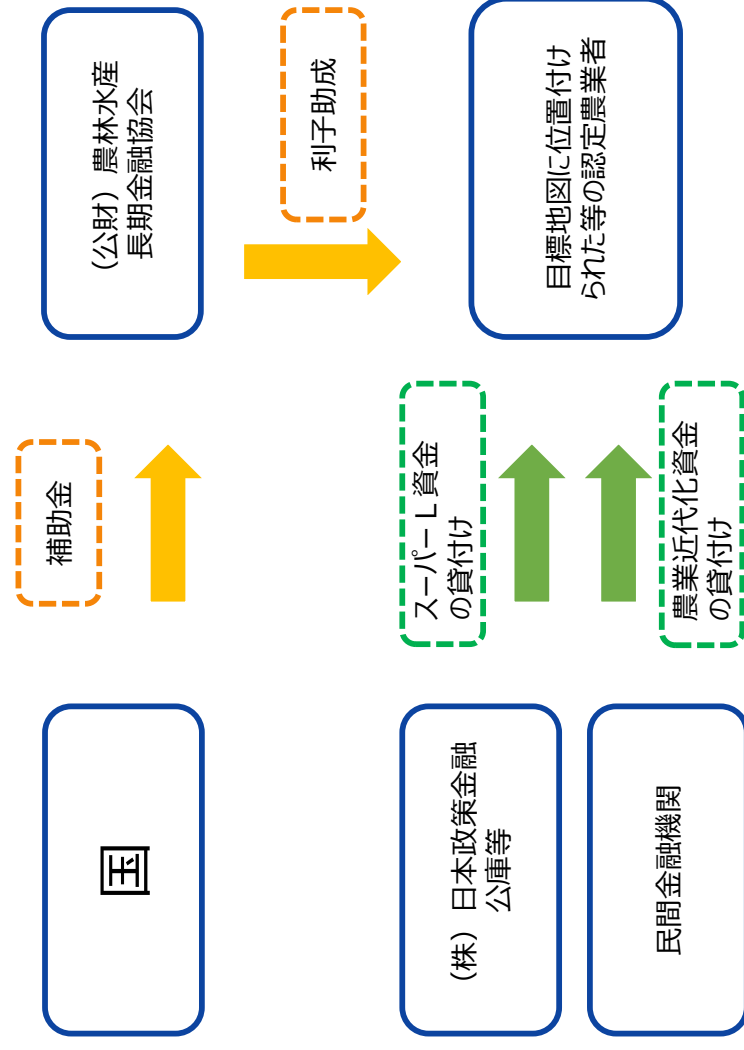 国
補助金
(公財)農林水産
長期金融協会
利子助成
(株)日本政策金融
公庫等
スーパーL資金
の貸付け
民間金融機関
農業近代化資金
の貸付け
目標地図に位置付け
られた等の認定農業者